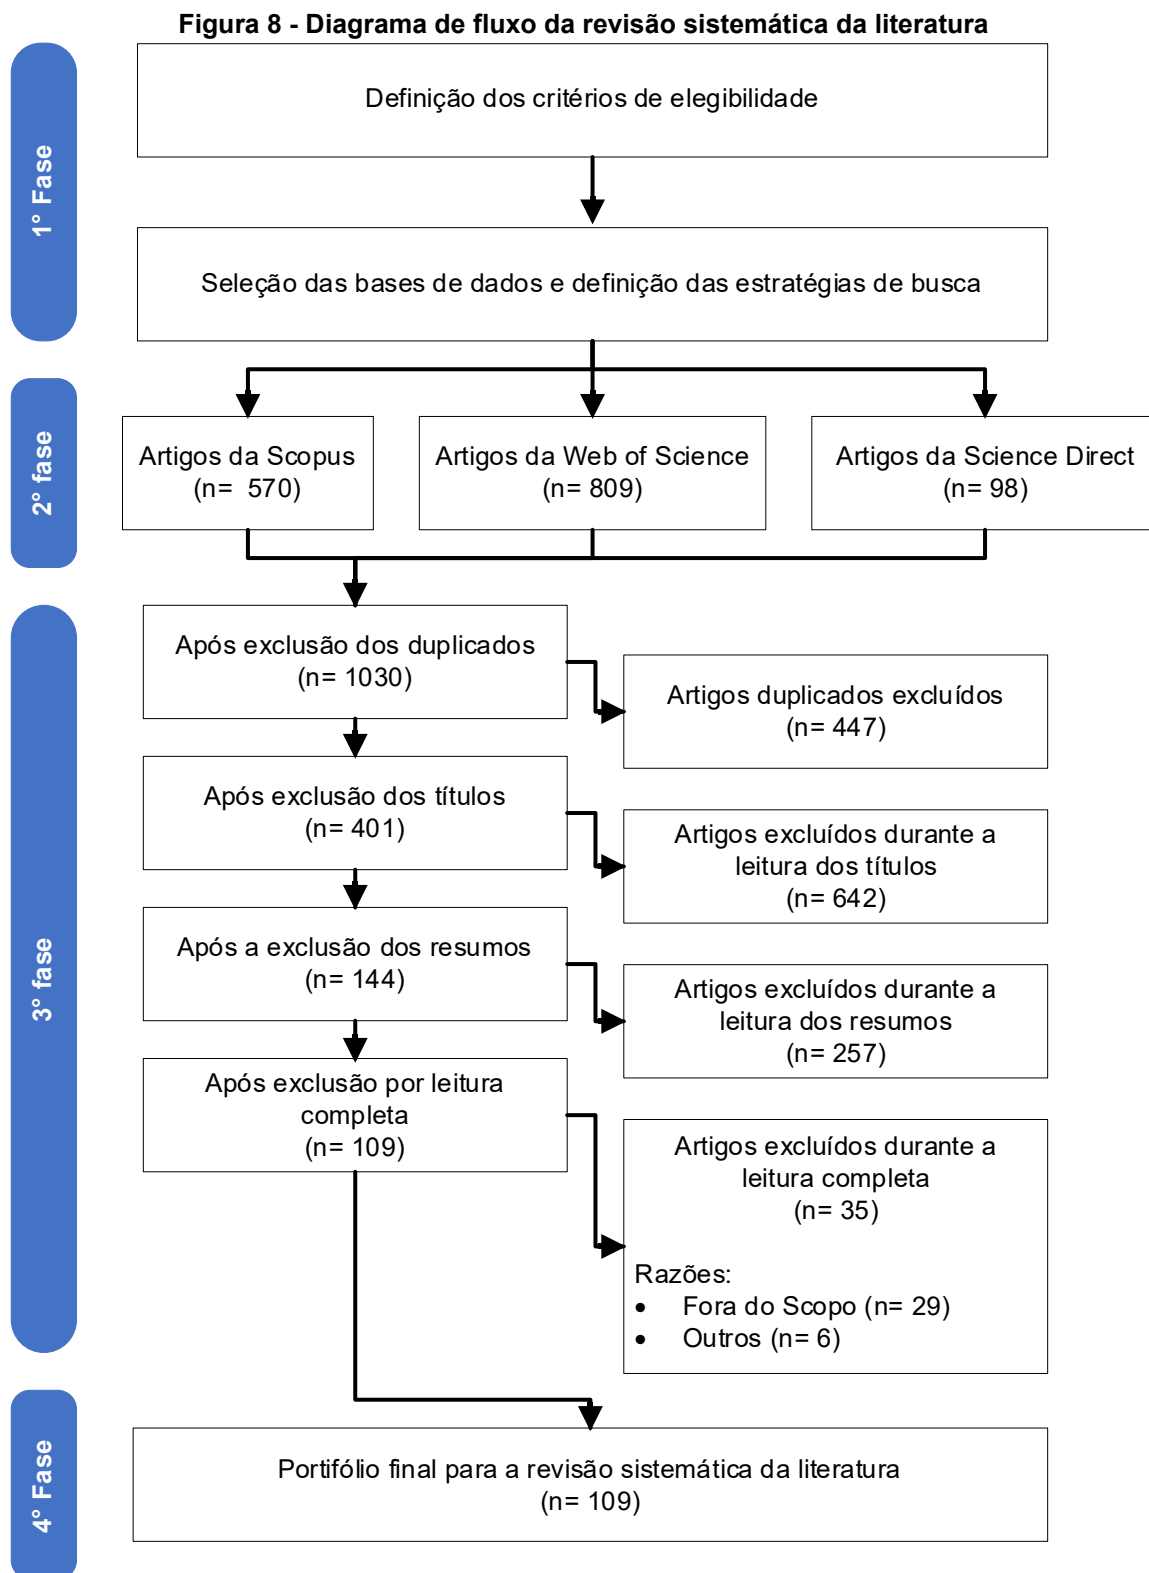 Figura 8 - Diagrama de fluxo da revisão sistemática da literatura
1° Fase
Definição dos critérios de elegibilidade
Seleção das bases de dados e definição das estratégias de busca
2° fase
Artigos da Scopus
(n=  570)
Artigos da Web of Science
(n= 809)
Artigos da Science Direct
(n= 98)
3° fase
Após exclusão dos duplicados
(n= 1030)
Artigos duplicados excluídos
(n= 447)
Após exclusão dos títulos
(n= 401)
Artigos excluídos durante a
leitura dos títulos
(n= 642)
Após a exclusão dos resumos
(n= 144)
Artigos excluídos durante a
leitura dos resumos
(n= 257)
Após exclusão por leitura
completa
(n= 109)
Artigos excluídos durante a
leitura completa
(n= 35)
Razões:
• Fora do Scopo (n= 29)
• Outros (n= 6)
4° Fase
Portifólio final para a revisão sistemática da literatura
(n= 109)